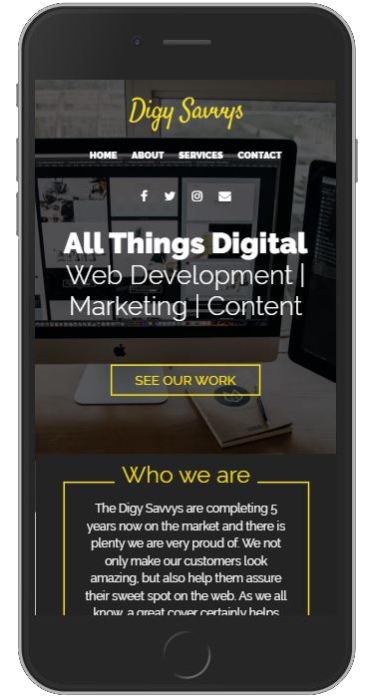 Digy Savvys
HOME ABOUT SERVICES CONTACT
All Things Digital
Web Development |
Marketing | Content
SEE OUR WORK
Who we are
The Digy Savvys are completing 5
years now on the market and there is
plenty we are very proud of. We not
only make our customers look
amazing, but also help them assure
their sweet spot on the web. As we all
know, a great cover certainly helps